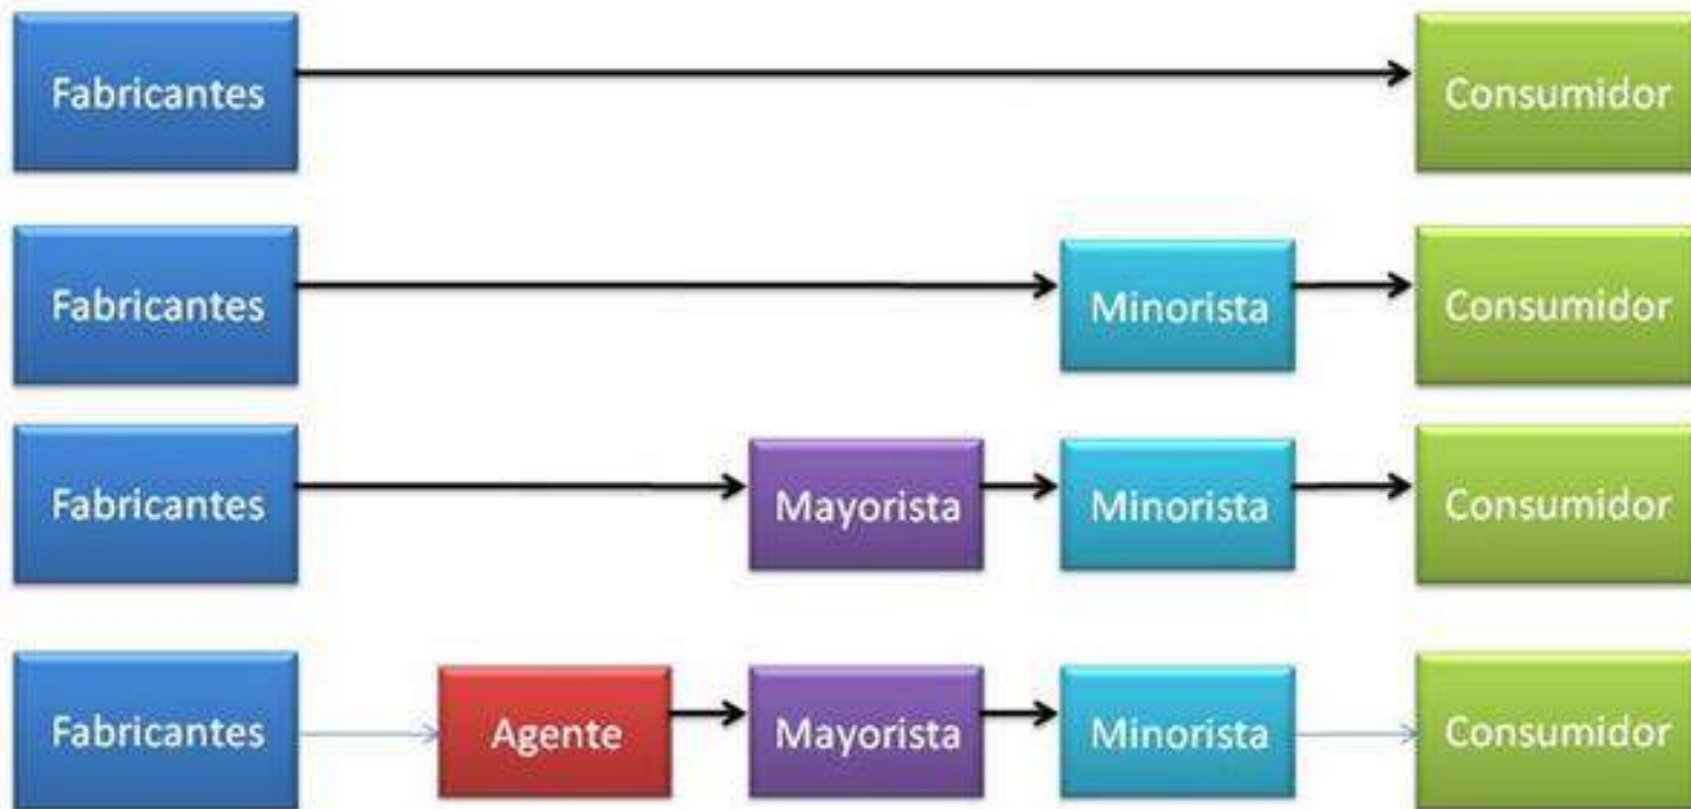 Fabricantes Consumidor
Fabricantes Minorista Consumidor
Fabricantes Mayorista Minorista Consumidor
Fabricantes Agente Mayorista Minorista Consumidor